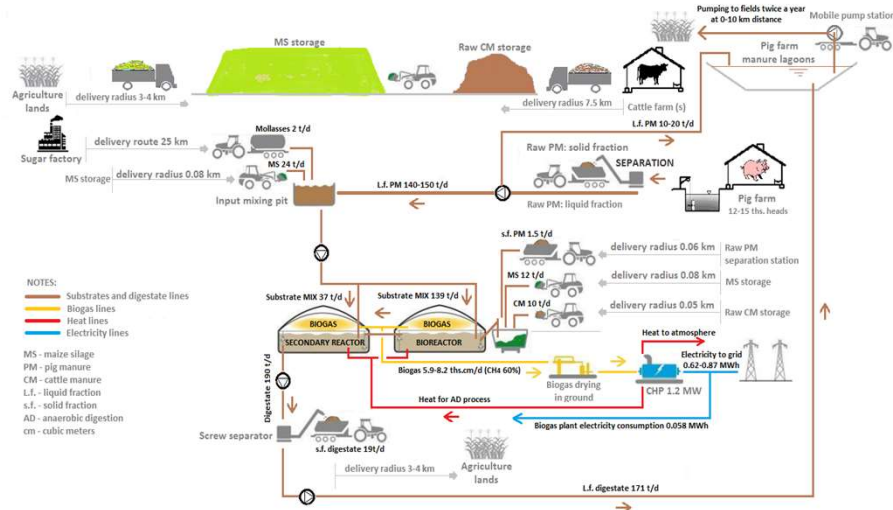 Pumping to fields twice a year
at 0-10 km distance
Mobile pump station
MS storage
Raw CM storage
Pig farm
manure lagoons
Agriculture
lands
delivery radius 3-4 km
delivery radius 7.5 km
Cattle farm (s)
L.f. PM 10-20 t/d
Sugar factory
delivery route 25 km
Mollasses 2 t/d
MS storage
delivery radius 0.08 km
MS 24 t/d
Input mixing pit
L.f. PM 140-150 t/d
Raw PM: solid fraction
SEPARATION
Raw PM: liquid fraction
Pig farm
12-15 ths. heads
s.f. PM 1.5 t/d
delivery radius 0.06 km
Raw PM
separation station
MS 12 t/d
delivery radius 0.08 km
MS storage
CM 10 t/d
delivery radius 0.05 km
Raw CM storage
NOTES:
Substrates and digestate lines
Biogas lines
Heat lines
Electricity lines
MS - maize silage
PM - pig manure
CM - cattle manure
L.f. - liquid fraction
s.f. - solid fraction
AD - anaerobic digestion
cm - cubic meters
Substrate MIX 37 t/d
Substrate MIX 139 t/d
BIOGAS
BIOGAS
SECONDARY REACTOR
BIOREACTOR
Heat to atmosphere
Electricity to grid
0.62-0.87 MWh
Biogas 5.9-8.2 ths.cm/d (CH4 60%)
Biogas drying
in ground
CHP 1.2 MW
Heat for AD process
Biogas plant electricity consumption 0.058 MWh
Digestate 190 t/d
Screw separator
s.f. digestate 19t/d
delivery radius 3-4 km
Agriculture
lands
L.f. digestate 171 t/d